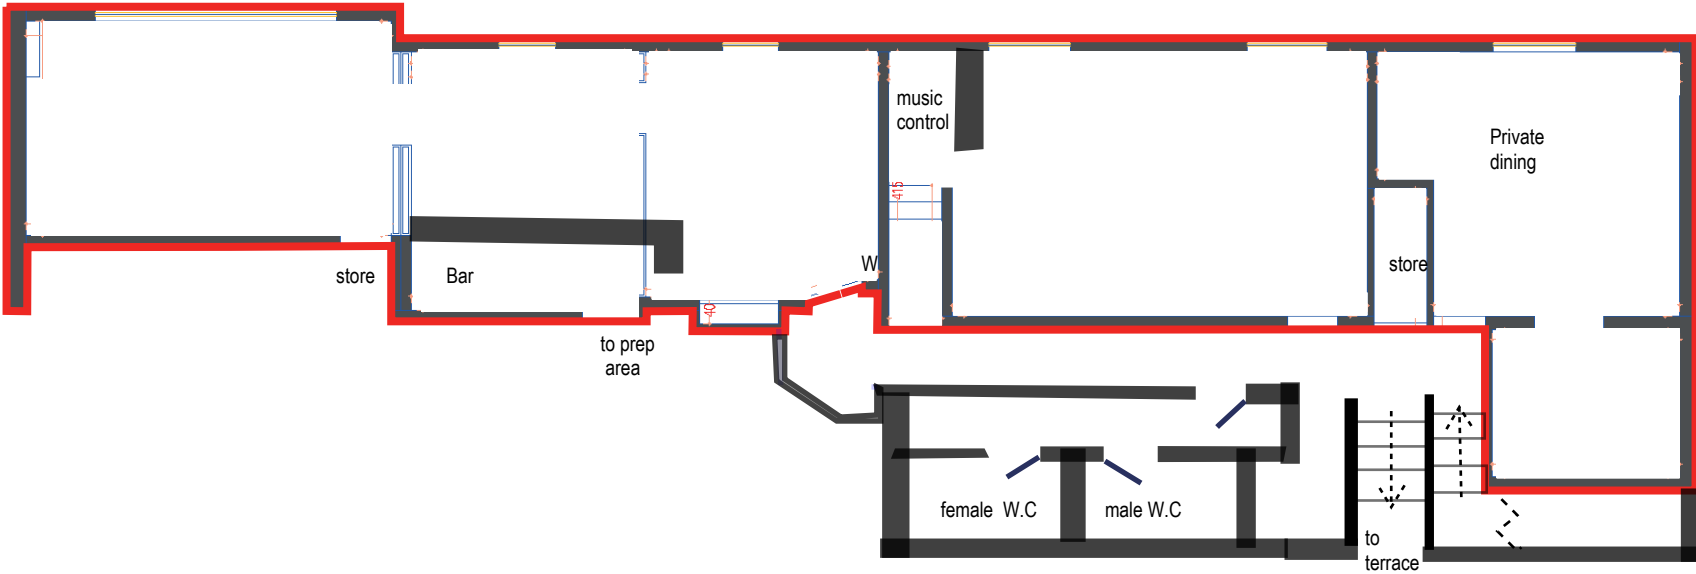 music
control
Private
dining
415
W
store
Bar
store
40
to prep
area
female W.C
male W.C
to
terrace